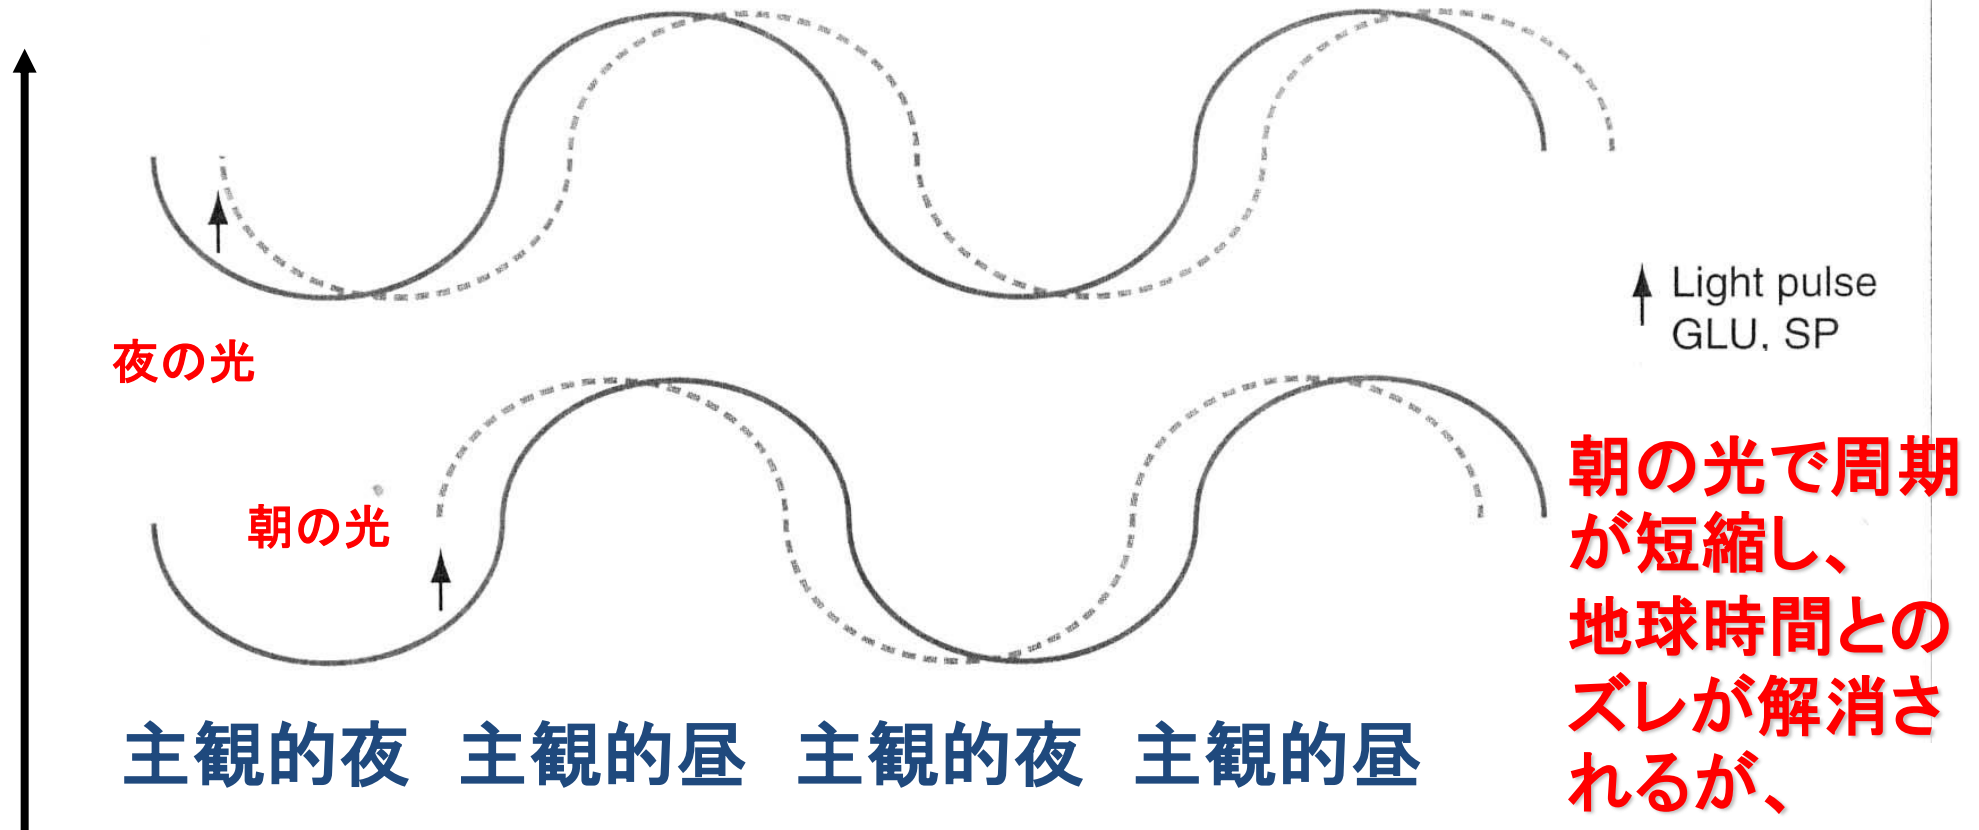 Light pulse
GLU, SP
夜の光
朝の光
朝の光で周期
が短縮し、
地球時間との
ズレが解消さ
れるが、
主観的夜 主観的昼 主観的夜 主観的昼